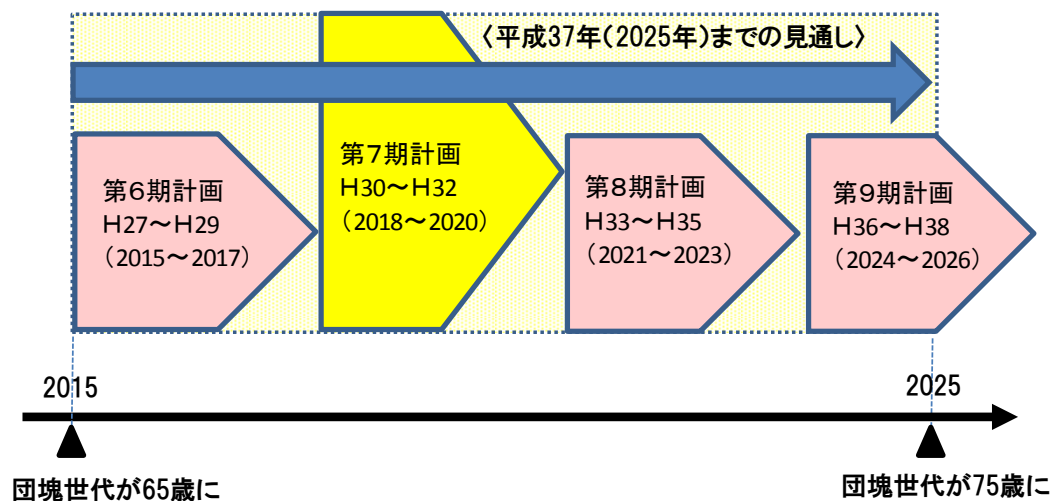 〈平成37年(2025年)までの見通し〉
第6期計画
H27～H29
（2015～2017）
第7期計画
H30～H32
（2018～2020）
第8期計画
H33～H35
（2021～2023）
第9期計画
H36～H38
（2024～2026）
2015
2025
団塊世代が65歳に
団塊世代が75歳に